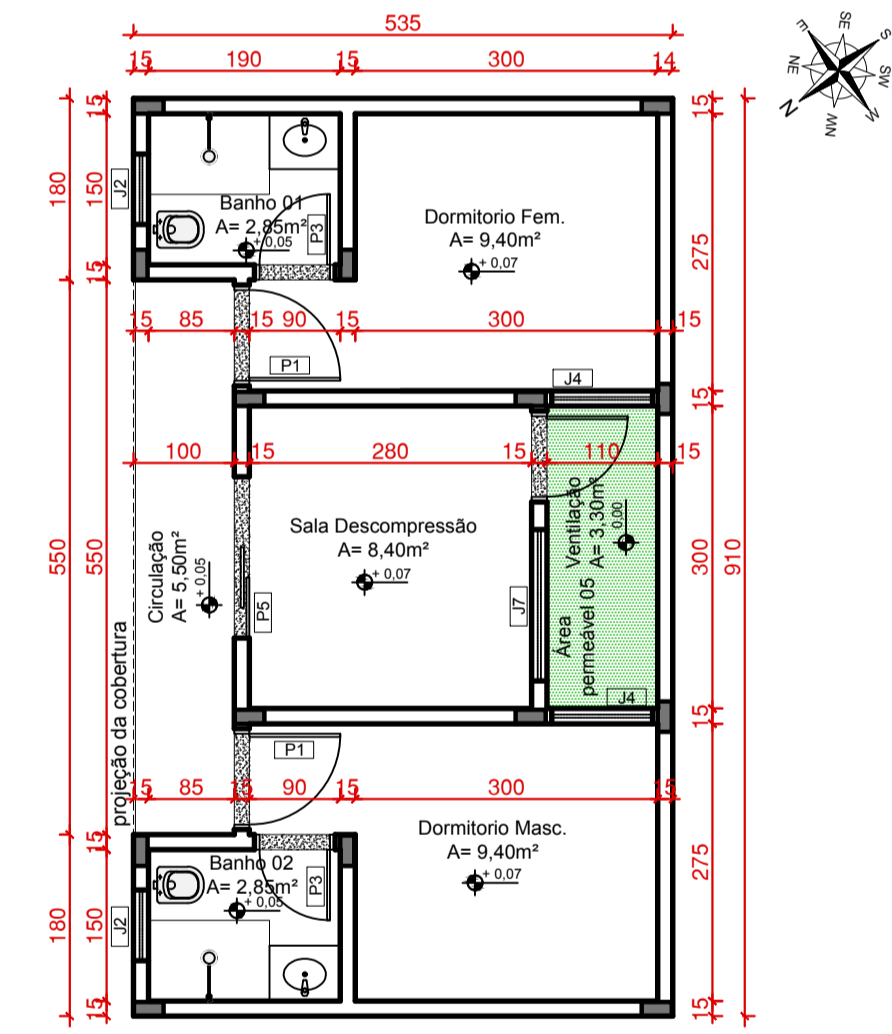 535
15 190 15 300 14
SE
E S
NE SW
N W
NW
15 15
180 150 J2
Banho 01
A= 2,85m²
+ 0,05
P3
Dormitorio Fem.
A= 9,40m²
+ 0,07
275
15
15 85 15 90 15 300 15
P1
J4
15
100 15 280 15 110 15
550 550
projeção da cobertura
Circulação
A= 5,50m²
+ 0,05
P5
Sala Descompressão
A= 8,40m²
+ 0,07
J7
Ventilação
A= 3,30m²
0.00
Área
permeável 05
300 910
J4
15
P1
15 85 15 90 15 300 15
15
Banho 02
A= 2,85m²
+ 0,05
P3
Dormitorio Masc.
A= 9,40m²
+ 0,07
275
180 150 J2
15 15